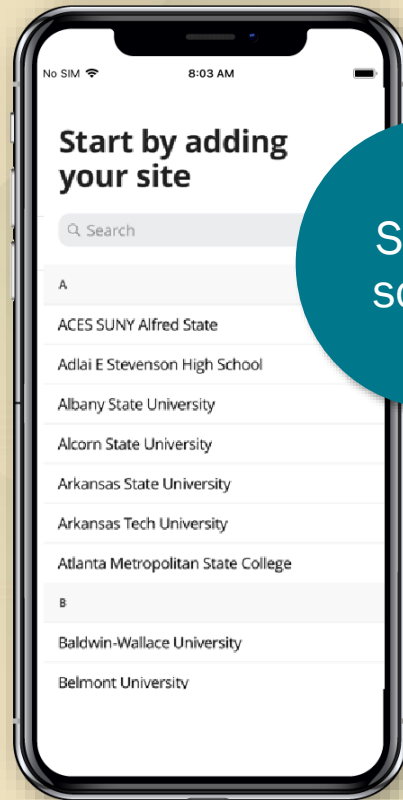 No SIM 8:03 AM
Start by adding
your site
Search
A
ACES SUNY Alfred State
Adlai E Stevenson High School
Albany State University
Alcorn State University
Arkansas State University
Arkansas Tech University
Atlanta Metropolitan State College
B
Baldwin-Wallace University
Belmont University